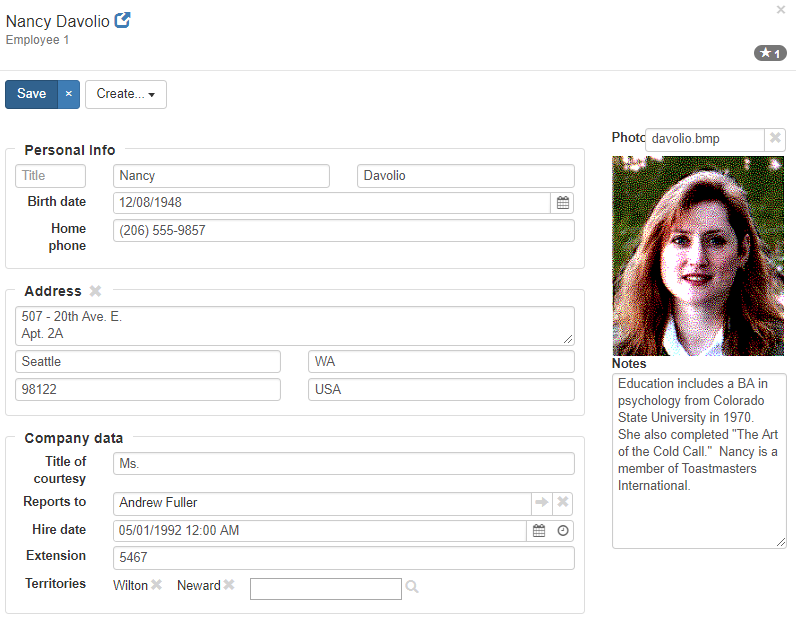 ×
Nancy Davolio
Employee 1
★ 1
Save × Create...
Personal Info
Title Nancy Davolio
Birth date 12/08/1948
Home
phone (206) 555-9857
Address
507 - 20th Ave. E.
Apt. 2A
Seattle WA
98122 USA
Company data
Title of
courtesy Ms.
Reports to Andrew Fuller
Hire date 05/01/1992 12:00 AM
Extension 5467
Territories Wilton Neward
Photo davolio.bmp
Notes
Education includes a BA in
psychology from Colorado
State University in 1970.
She also completed "The Art
of the Cold Call."  Nancy is a
member of Toastmasters
International.